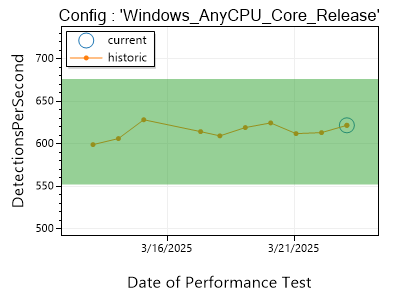 Config : 'Windows_AnyCPU_Core_Release'
current
historic
DetectionsPerSecond
700
650
600
550
500
3/16/2025
3/21/2025
Date of Performance Test